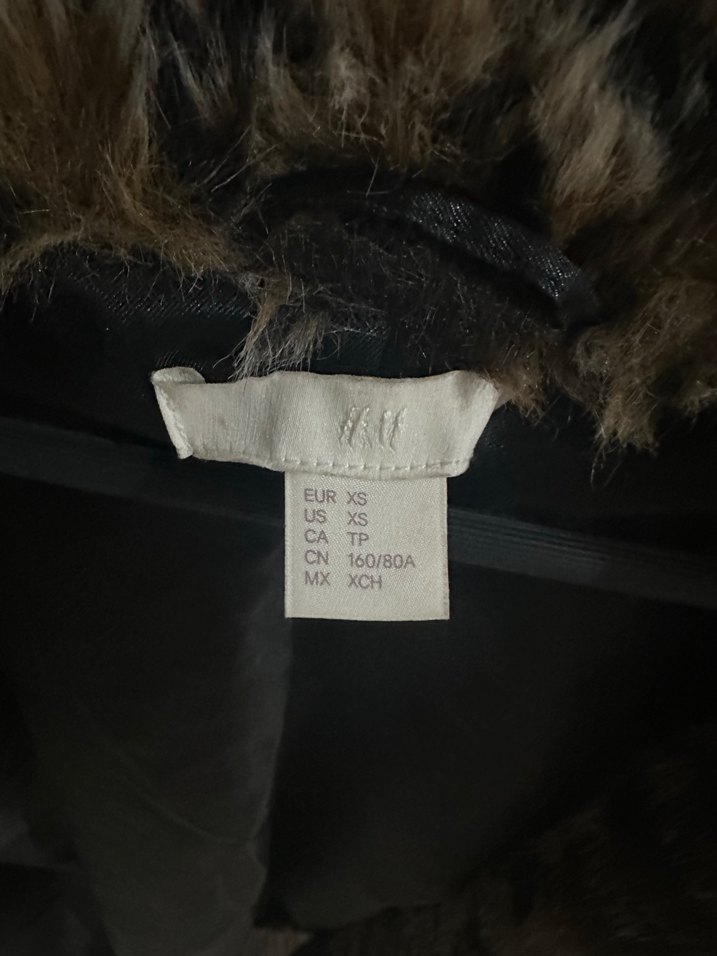 H&M
EUR XS
US XS
CA TP
CN 160/80A
MX XCH